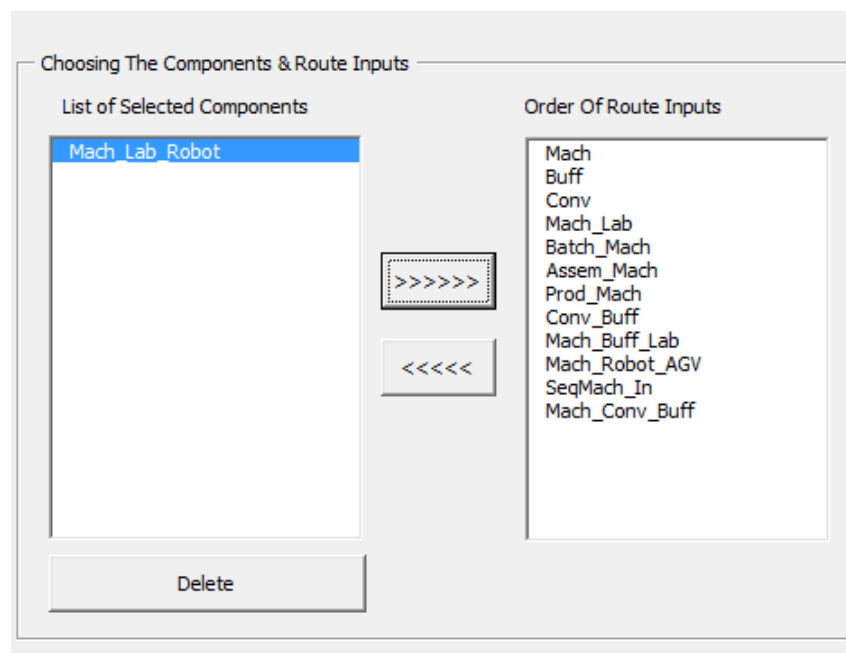 Choosing The Components & Route Inputs
List of Selected Components
Mach_Lab_Robot
Delete
>>>>>>
<<<<<
Order Of Route Inputs
Mach
Buff
Conv
Mach_Lab
Batch_Mach
Assem_Mach
Prod_Mach
Conv_Buff
Mach_Buff_Lab
Mach_Robot_AGV
SeqMach_In
Mach_Conv_Buff